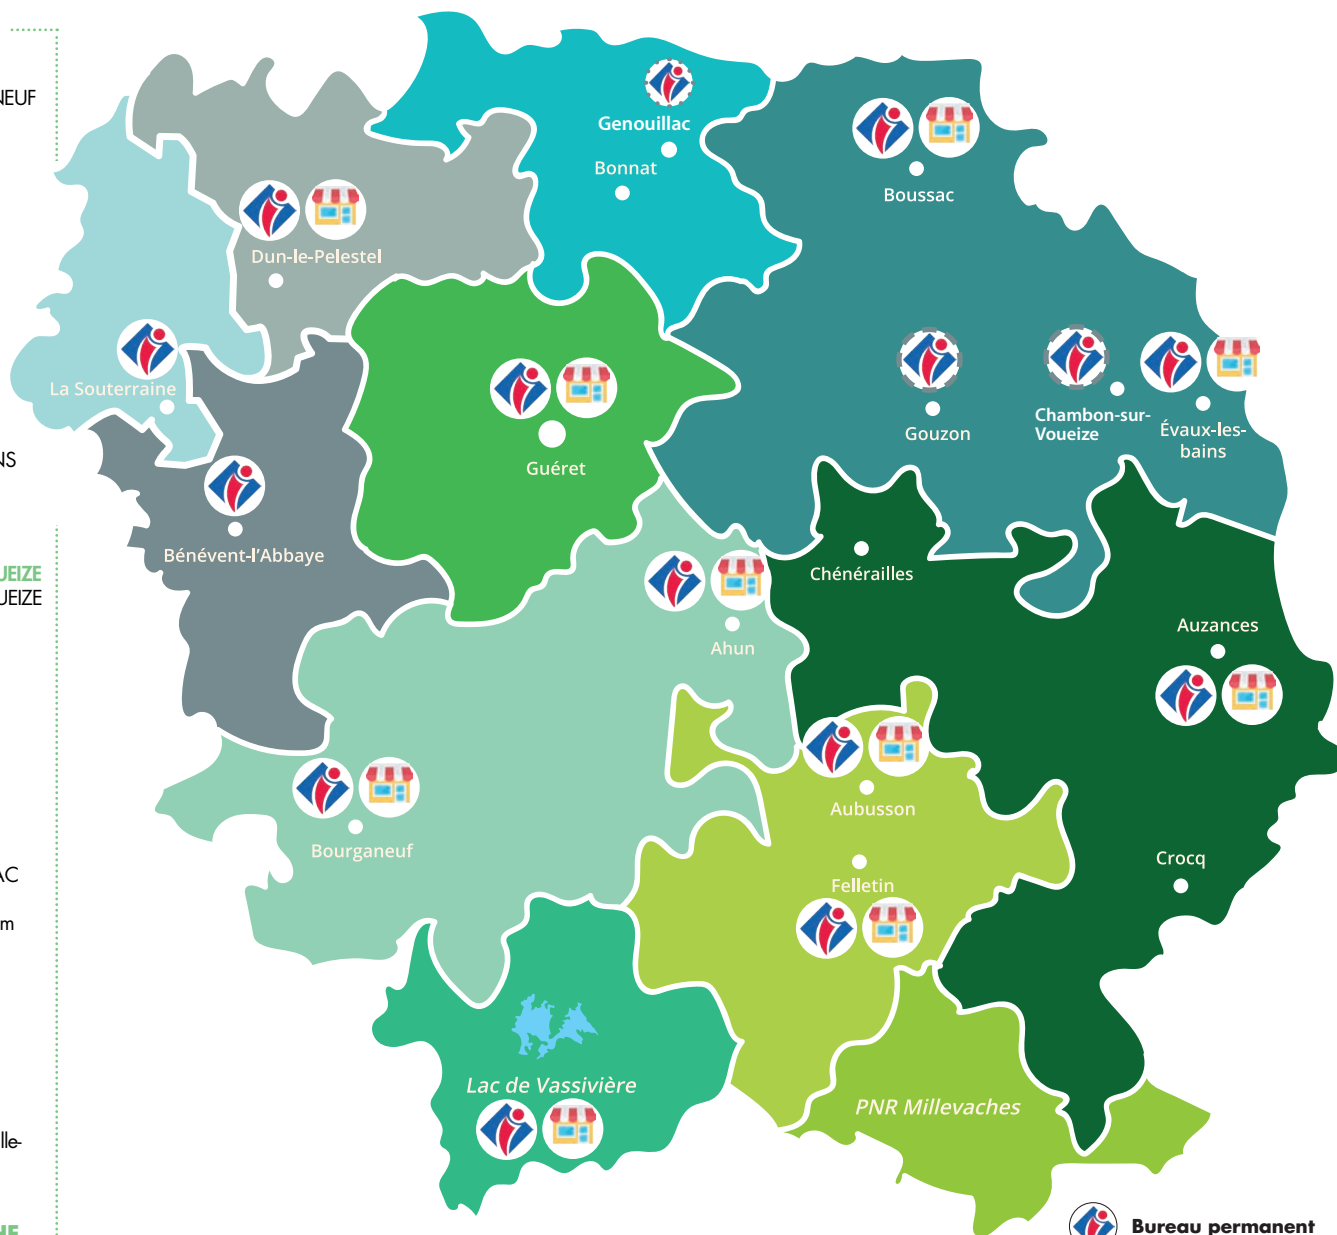 NEUF
NS
UEIZE
UEIZE
AC
m
lle-
NE
Genouillac
Bonnat
Boussac
Dun-le-Pelestel
La Souterraine
Gouzon
Chambon-sur-
Voueize
Évaux-les-
bains
Guéret
Bénévent-l'Abbaye
Chénérailles
Ahun
Auzances
Aubusson
Bourganeuf
Crocq
Felletin
Lac de Vassivière
PNR Millevaches
Bureau permanent